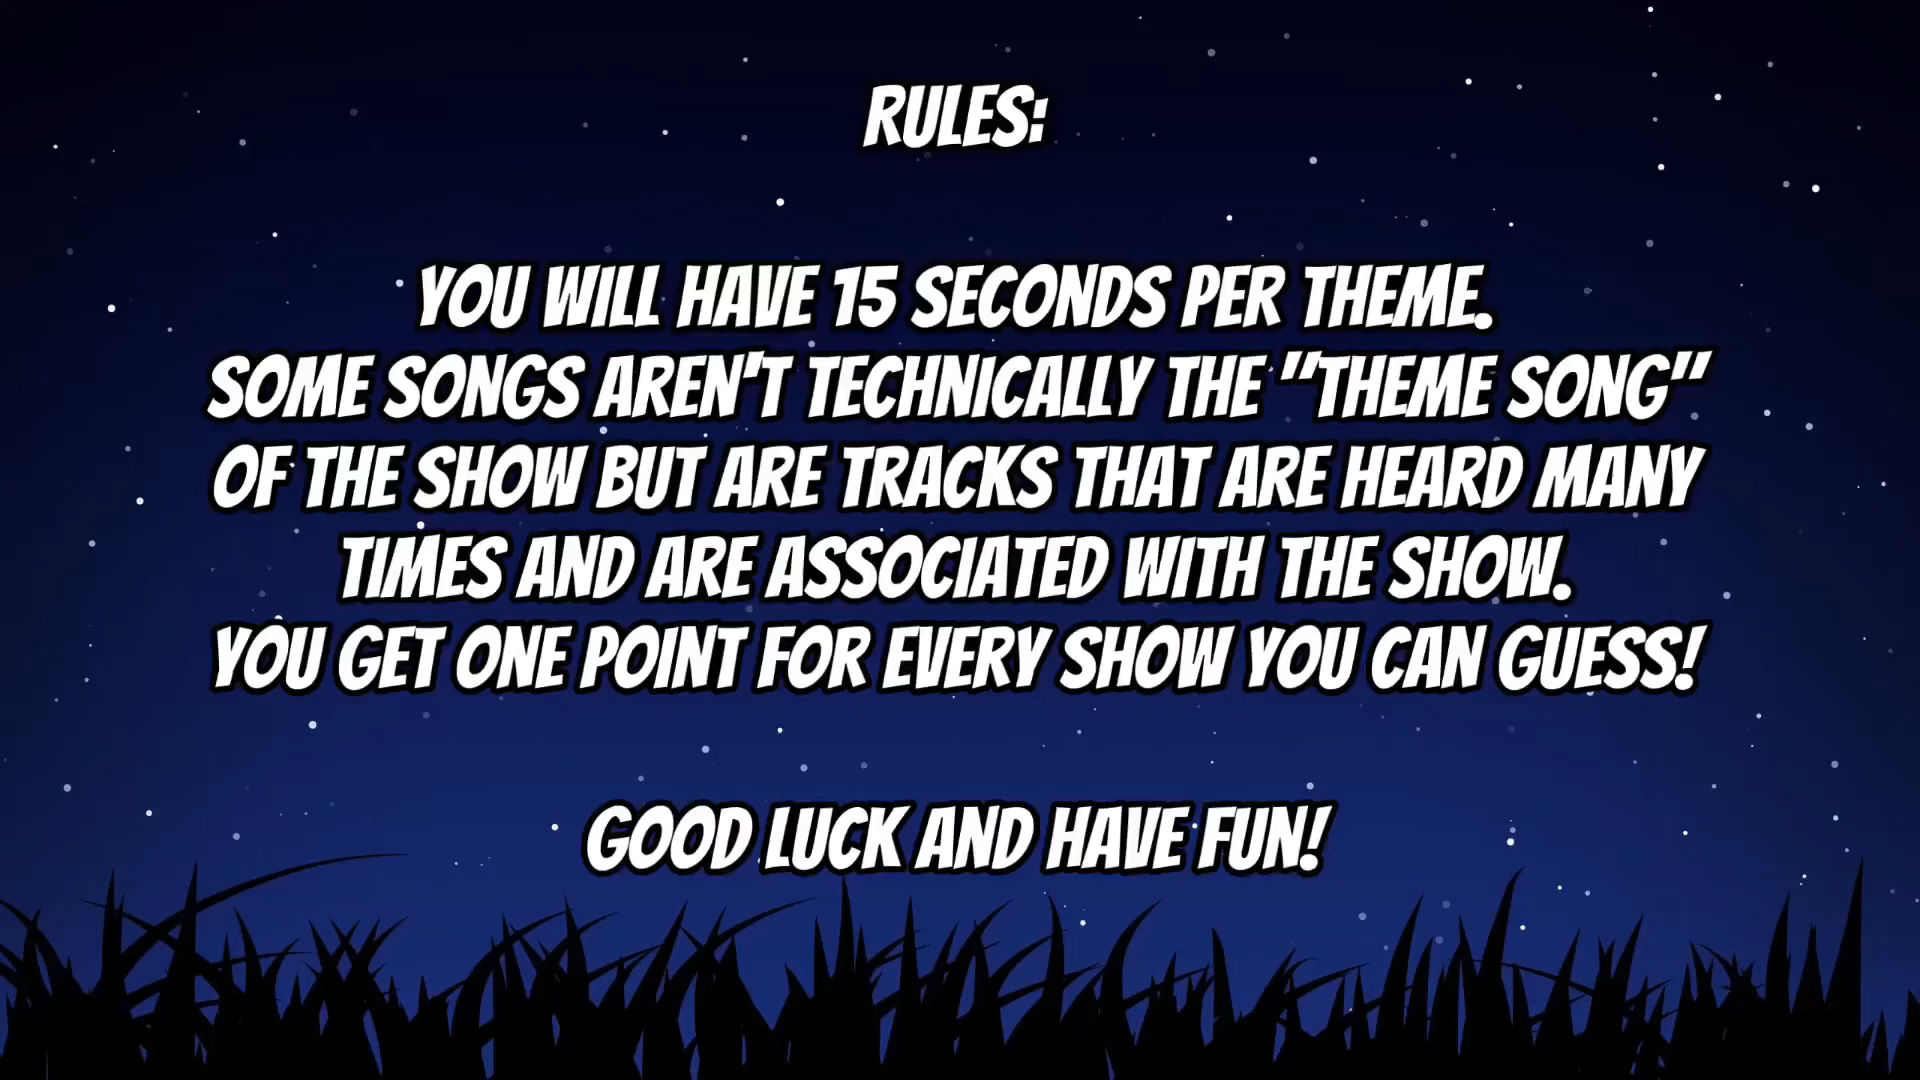 RULES:
YOU WILL HAVE 15 SECONDS PER THEME.
SOME SONGS AREN'T TECHNICALLY THE "THEME SONG"
OF THE SHOW BUT ARE TRACKS THAT ARE HEARD MANY
TIMES AND ARE ASSOCIATED WITH THE SHOW.
YOU GET ONE POINT FOR EVERY SHOW YOU CAN GUESS!
GOOD LUCK AND HAVE FUN!